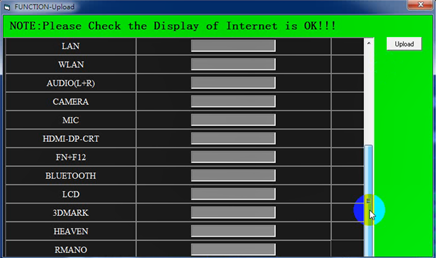 FUNCTION-Upload
NOTE:Please Check the Display of Internet is OK!!!
Upload
LAN
WLAN
AUDIO(L+R)
CAMERA
MIC
HDMI-DP-CRT
FN+F12
BLUETOOTH
LCD
3DMARK
HEAVEN
RMANO